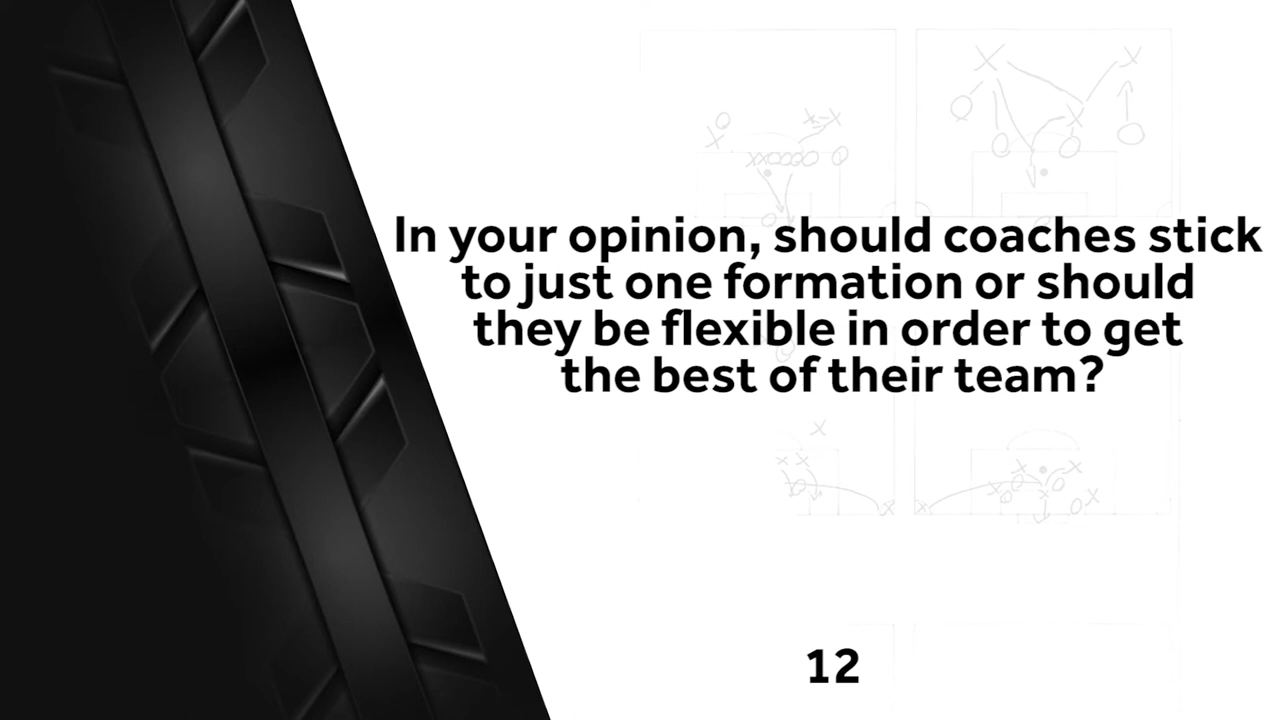 In your opinion, should coaches stick
to just one formation or should
they be flexible in order to get
the best of their team?
12